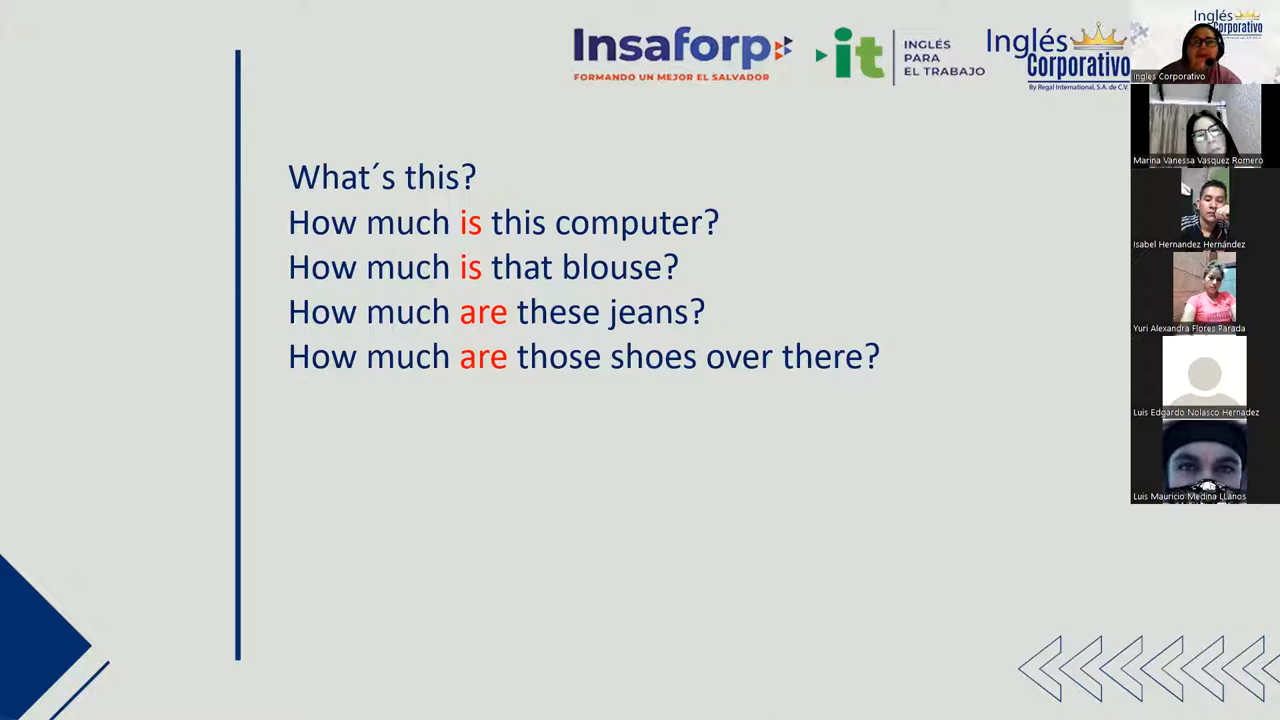 Insaforp
FORMANDO UN MEJOR EL SALVADOR
it
INGLÉS
PARA
EL TRABAJO
Inglés
Corporativo
By Regal International, S.A. de C.V.
Inglés
Corporativo
Ingles Corporativo
What´s this?
How much is this computer?
How much is that blouse?
How much are these jeans?
How much are those shoes over there?
Marina Vanessa Vasquez Romero
Isabel Hernandez Hernández
Yuri Alexandra Flores Parada
Luis Edgardo Nolasco Hernadez
Luis Mauricio Medina LLanos